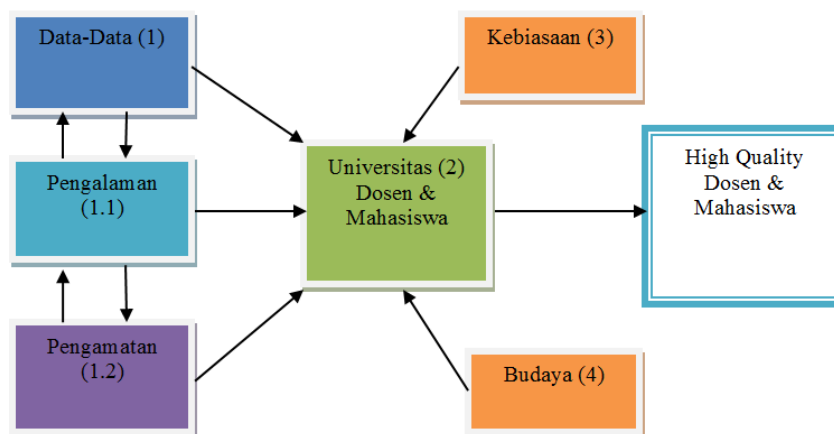 Data-Data (1)
Kebiasaan (3)
Pengalaman
(1.1)
Universitas (2)
Dosen &
Mahasiswa
High Quality
Dosen &
Mahasiswa
Pengamatan
(1.2)
Budaya (4)